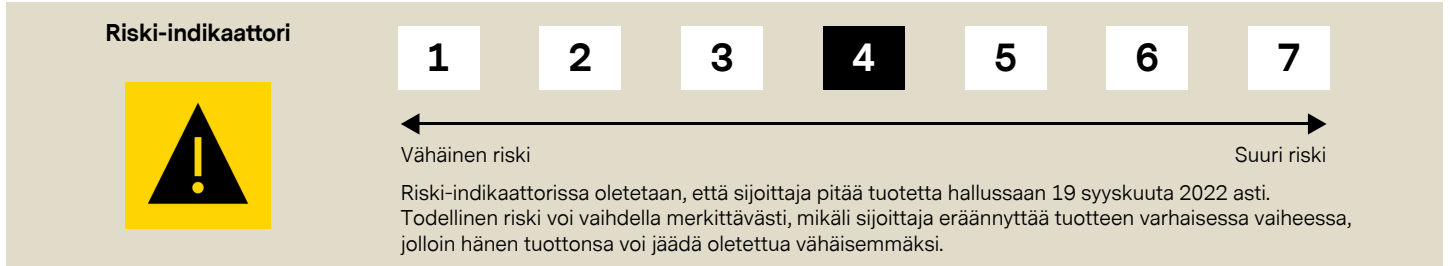 Riski-indikaattori
1 2 3 4 5 6 7
Vähäinen riski Suuri riski
Riski-indikaattorissa oletetaan, että sijoittaja pitää tuotetta hallussaan 19 syyskuuta 2022 asti.
Todellinen riski voi vaihdella merkittävästi, mikäli sijoittaja eräännyttää tuotteen varhaisessa vaiheessa,
jolloin hänen tuottonsa voi jäädä oletettua vähäisemmäksi.